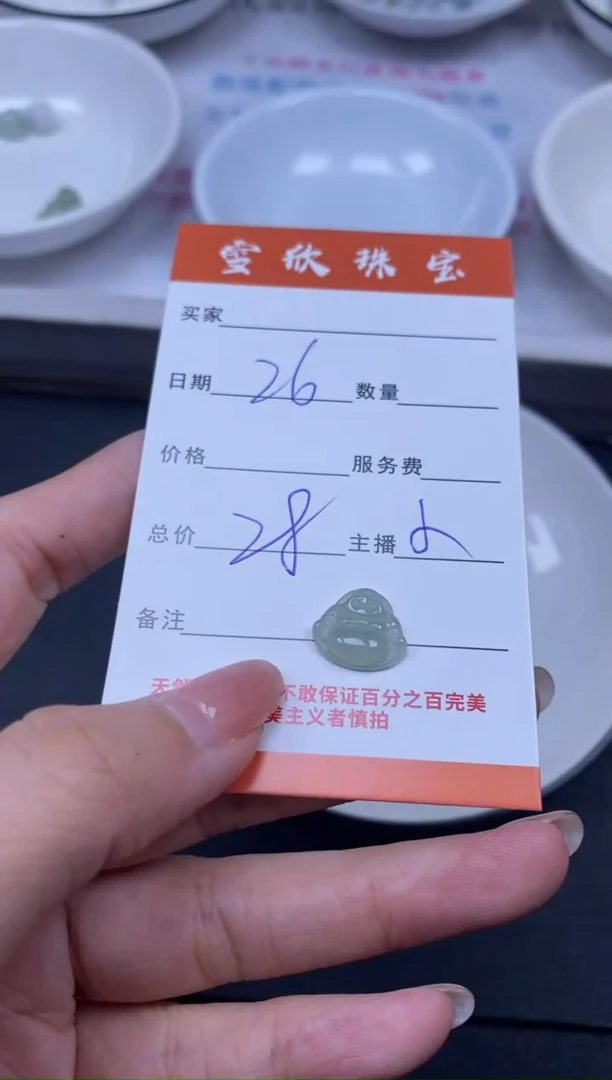 雪欣珠宝
买家
日期 26 数量
价格 服务费
总价 28 主播
备注
天 不敢保证百分之百完美
美主义者慎拍